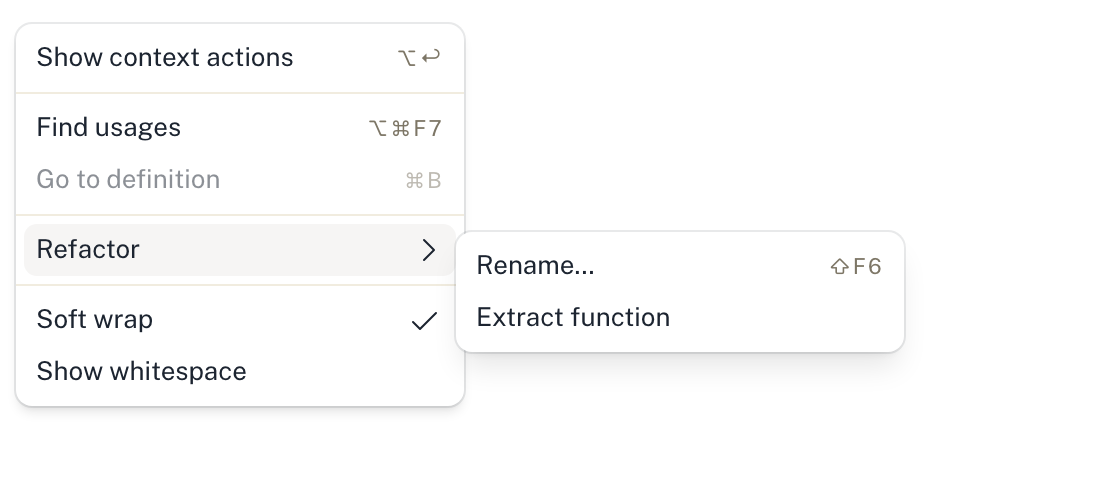 Show context actions ⌥↩
Find usages ⌥⌘F7
Go to definition ⌘B
Refactor
Rename... ⇧F6
Extract function
Soft wrap
Show whitespace